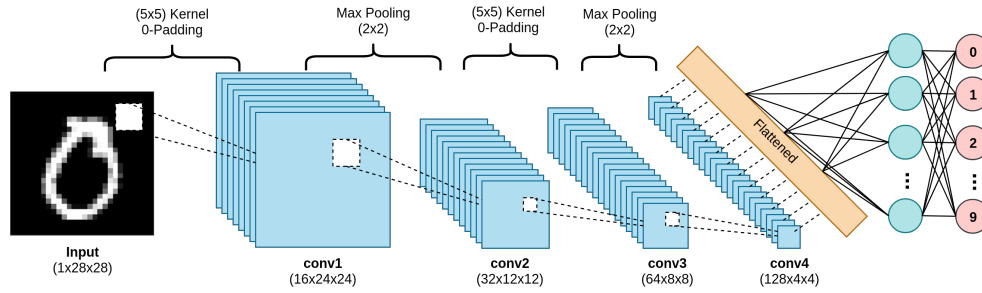 (5x5) Kernel
0-Padding
Max Pooling
(2x2)
(5x5) Kernel
0-Padding
Max Pooling
(2x2)
Input
(1x28x28)
conv1
(16x24x24)
conv2
(32x12x12)
conv3
(64x8x8)
conv4
(128x4x4)
Flattened
0
1
2
...
9